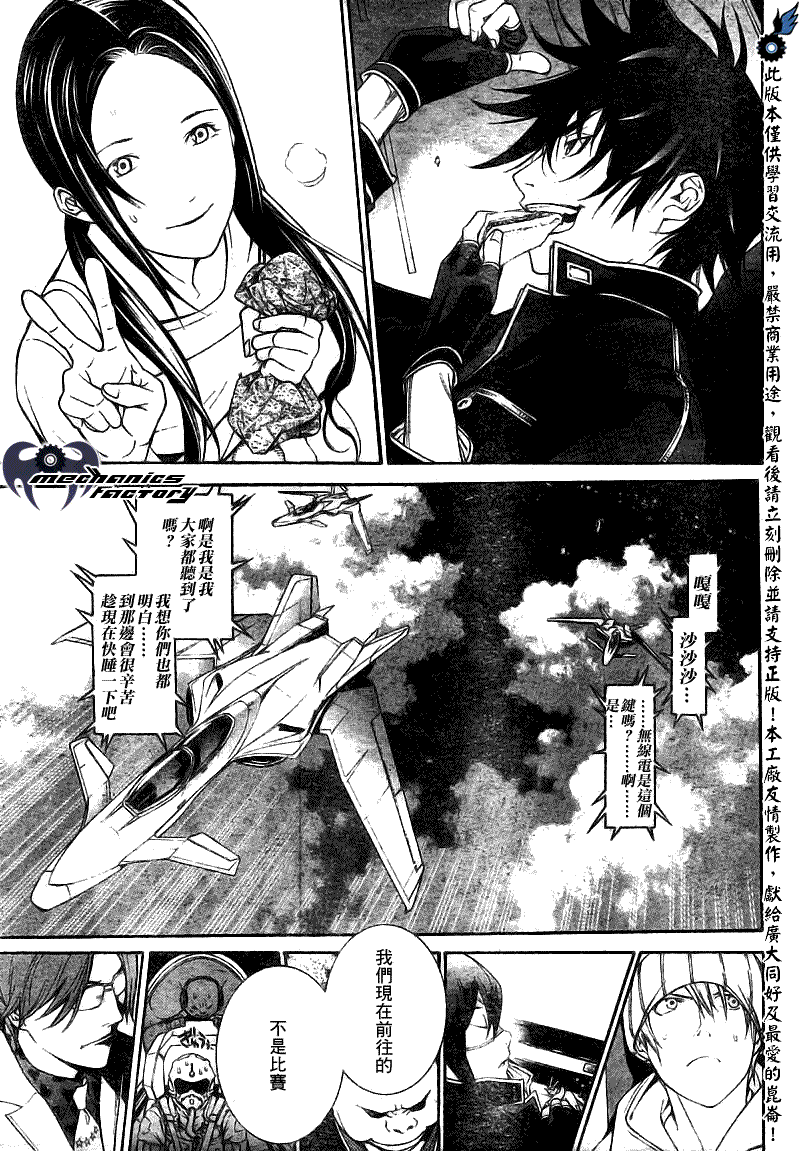 嘎嘎
沙沙沙…
……無線電是這個
鍵嗎？……啊……
是…
啊是我是我
大家都聽到了
嗎？
我想你們也都
明白……
到那邊會很辛苦
趁現在快睡一下吧
我們現在前往的
不是比賽
mechanics
factory
此版本僅供學習交流用，嚴禁商業用途，觀看後請立刻刪除並請支持正版！本工廠友情製作，獻給廣大同好及最愛的崑崙！